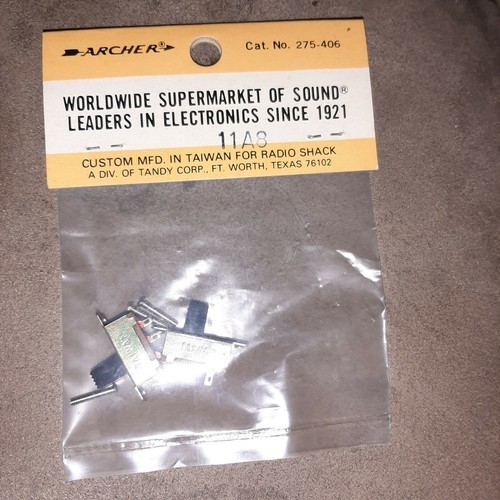 ARCHER®
Cat. No. 275-406
WORLDWIDE SUPERMARKET OF SOUND®
LEADERS IN ELECTRONICS SINCE 1921
11A8
CUSTOM MFD. IN TAIWAN FOR RADIO SHACK
A DIV. OF TANDY CORP., FT. WORTH, TEXAS 76102